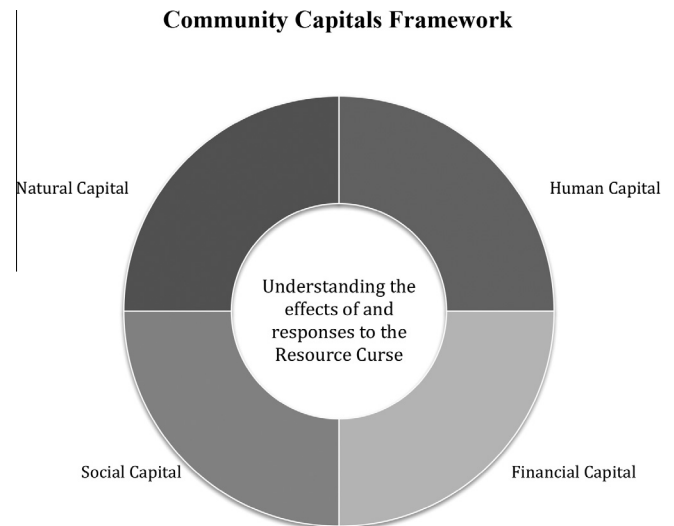 Community Capitals Framework
Natural Capital
Human Capital
Understanding the
effects of and
responses to the
Resource Curse
Social Capital
Financial Capital